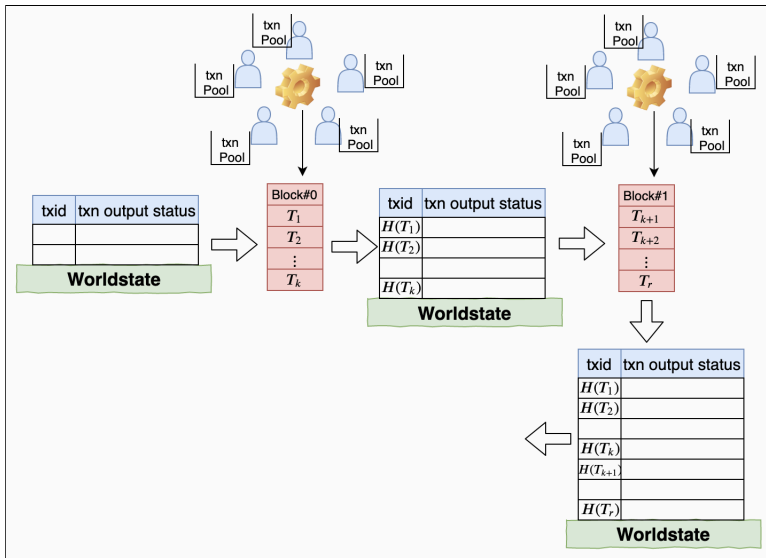 txn
Pool
txn
Pool
txn
Pool
txn
Pool
txn
Pool
txn
Pool
txn
Pool
txn
Pool
txn
Pool
txn
Pool
txid txn output status
Worldstate
Block#0
T₁
T₂
⋮
Tₖ
txid txn output status
H(T₁)
H(T₂)
H(Tₖ)
Worldstate
Block#1
Tₖ₊₁
Tₖ₊₂
⋮
Tᵣ
txid txn output status
H(T₁)
H(T₂)
H(Tₖ)
H(Tₖ₊₁)
H(Tᵣ)
Worldstate